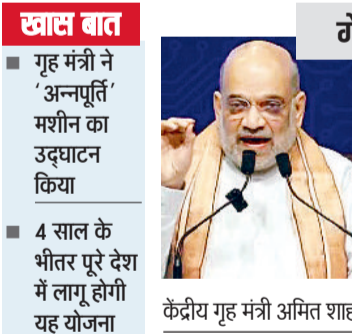 खास बात
गृह मंत्री ने
‘अन्नपूर्ति’
मशीन का
उद्घाटन
किया
4 साल के
भीतर पूरे देश
में लागू होगी
यह योजना
केंद्रीय गृह मंत्री अमित शाह